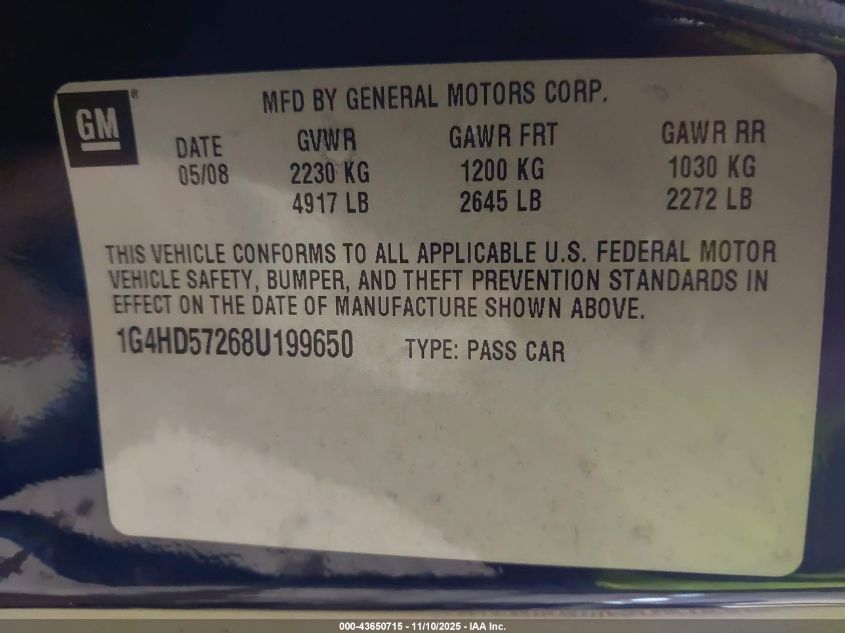 GM®
MFD BY GENERAL MOTORS CORP.
DATE GVWR GAWR FRT GAWR RR
05/08 2230 KG 1200 KG 1030 KG
4917 LB 2645 LB 2272 LB
THIS VEHICLE CONFORMS TO ALL APPLICABLE U.S. FEDERAL MOTOR
VEHICLE SAFETY, BUMPER, AND THEFT PREVENTION STANDARDS IN
EFFECT ON THE DATE OF MANUFACTURE SHOWN ABOVE.
1G4HD57268U199650 TYPE: PASS CAR
000-43650715 - 11/10/2025 - IAA Inc.